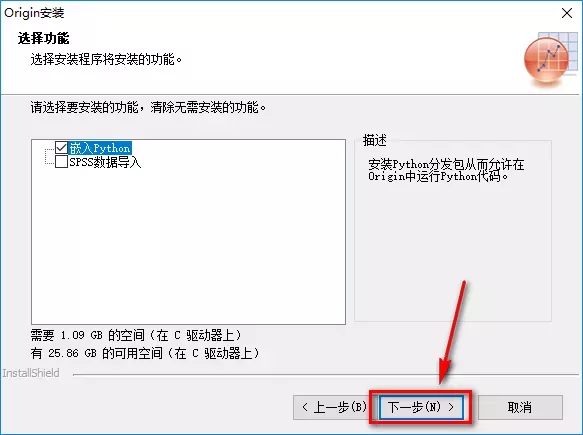 Origin安装
选择功能
选择安装程序将安装的功能。
请选择要安装的功能，清除无需安装的功能。
嵌入Python
SPSS数据导入
描述
安装Python分发包从而允许在
Origin中运行Python代码。
需要 1.09 GB 的空间（在 C 驱动器上）
有 25.86 GB 的可用空间（在 C 驱动器上）
InstallShield
< 上一步(B)
下一步(N) >
取消